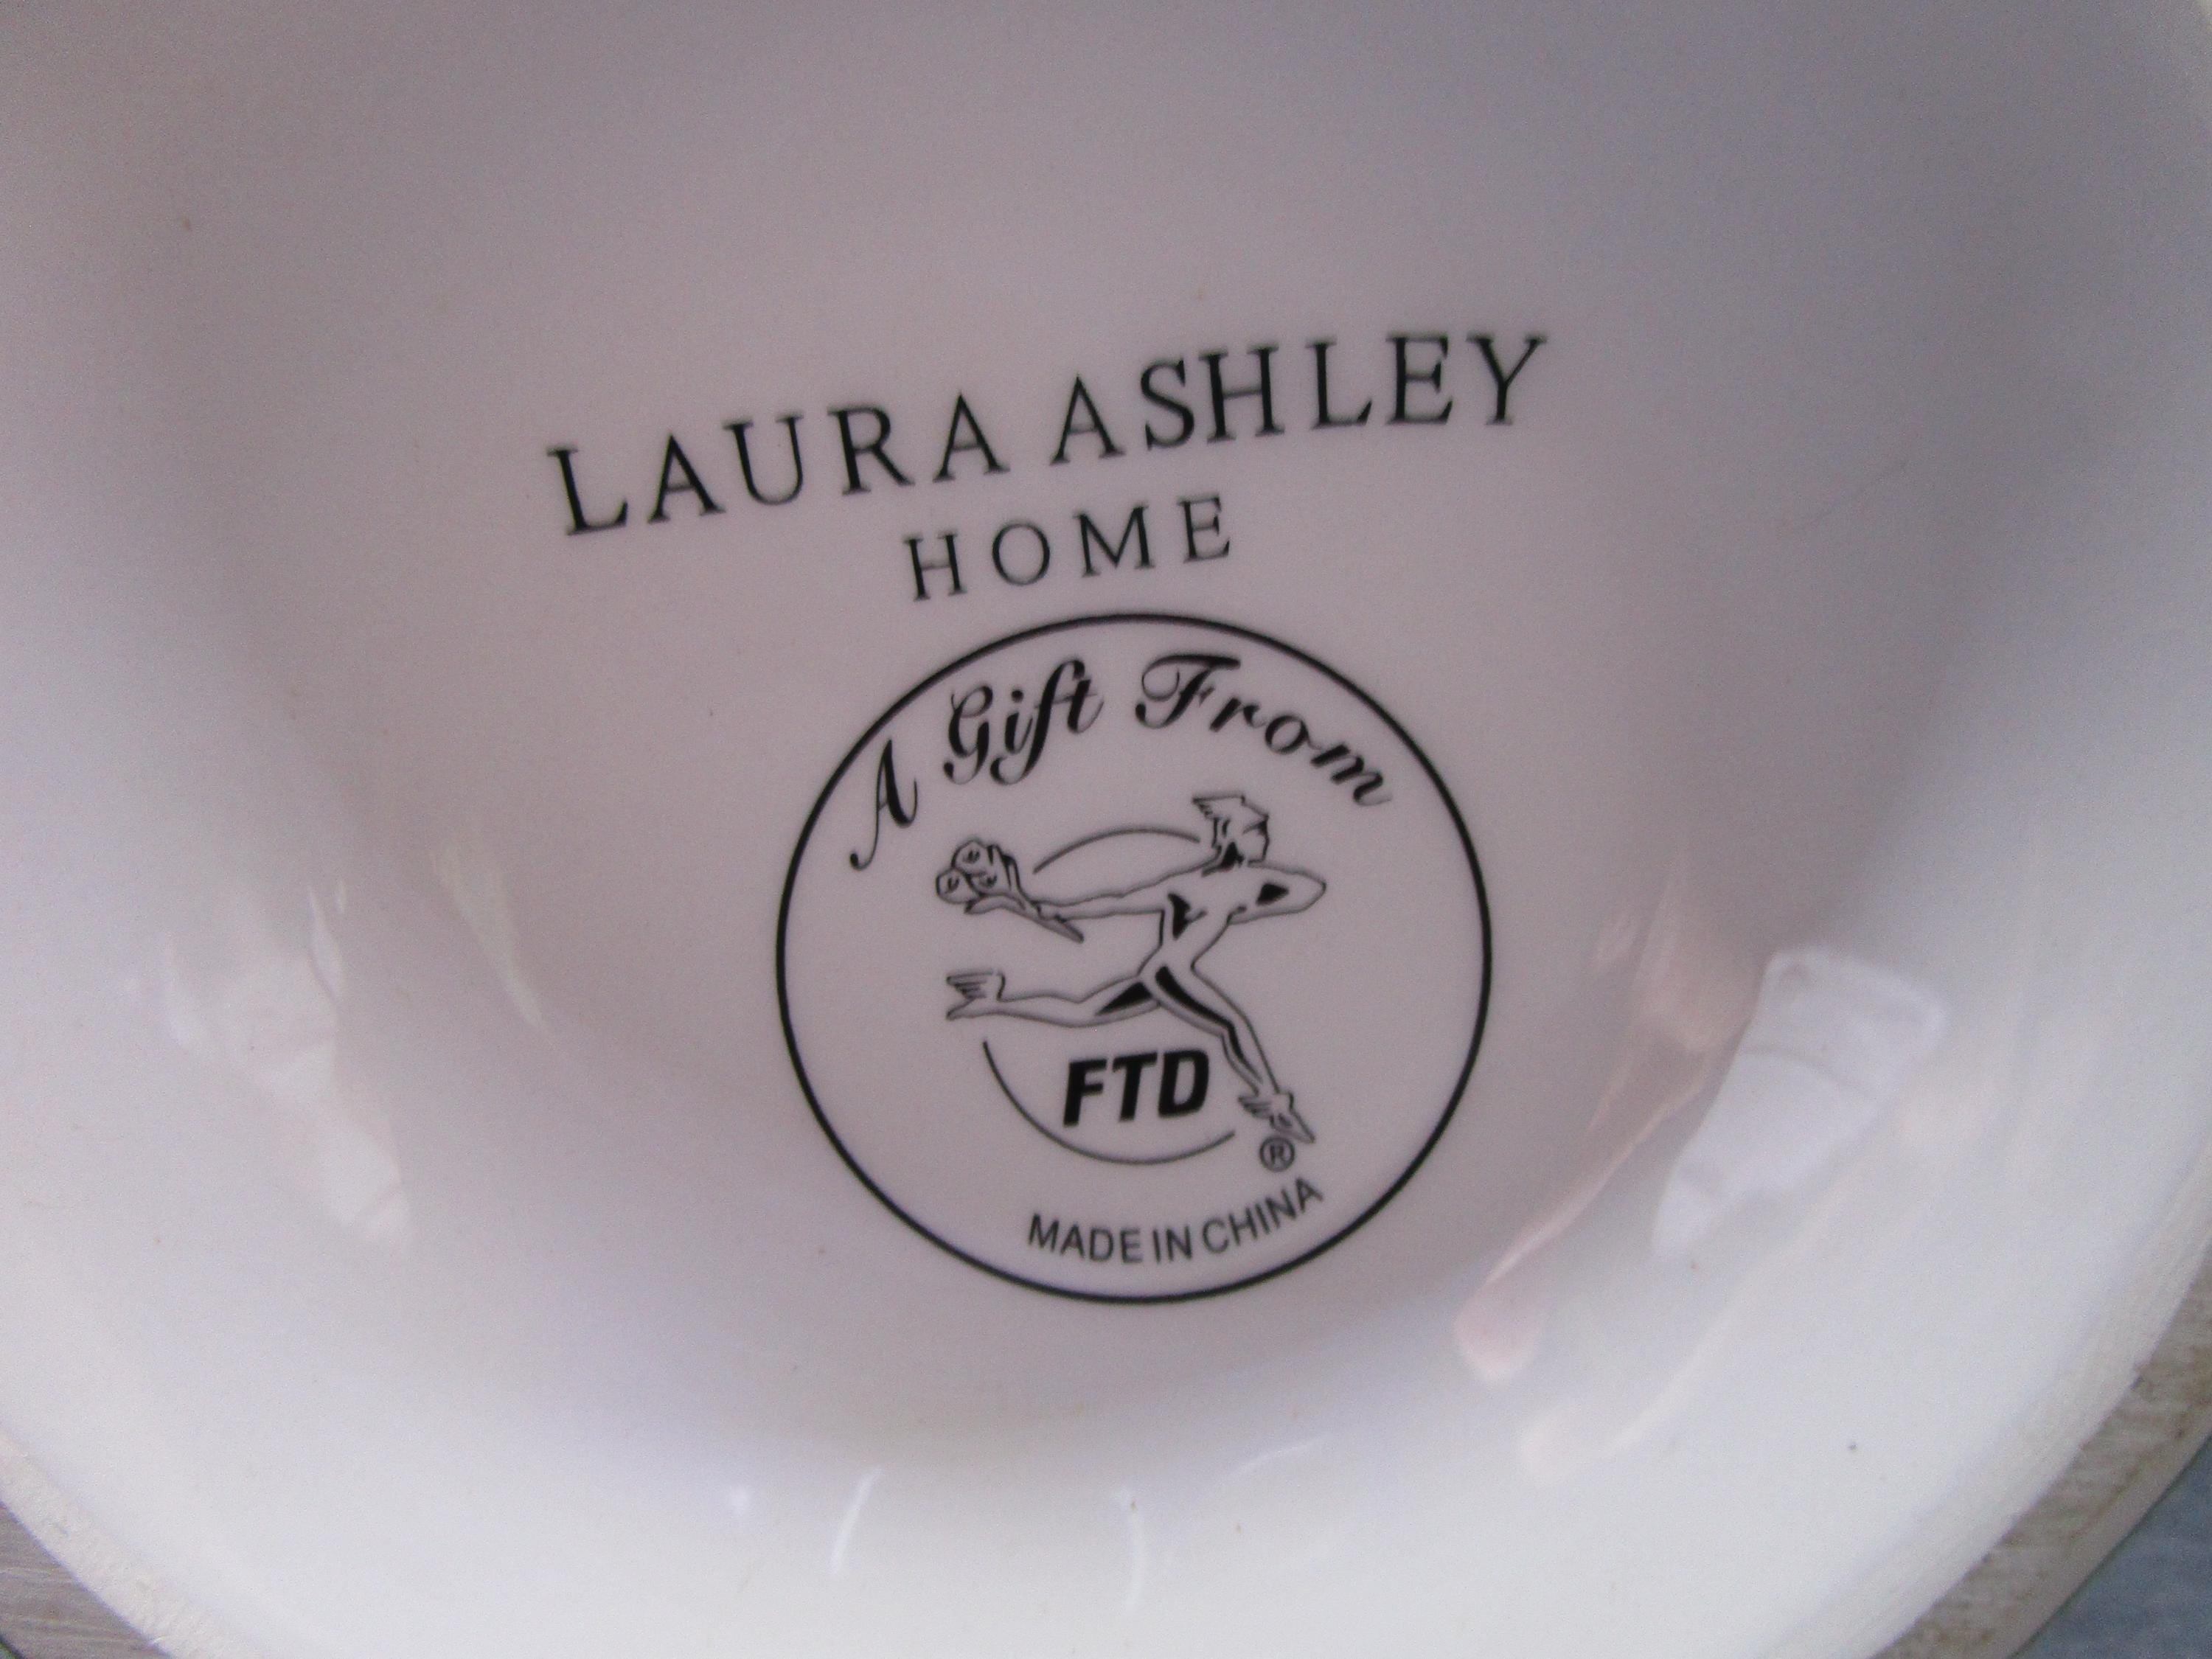 LAURA ASHLEY
HOME
A Gift From
FTD
®
MADE IN CHINA